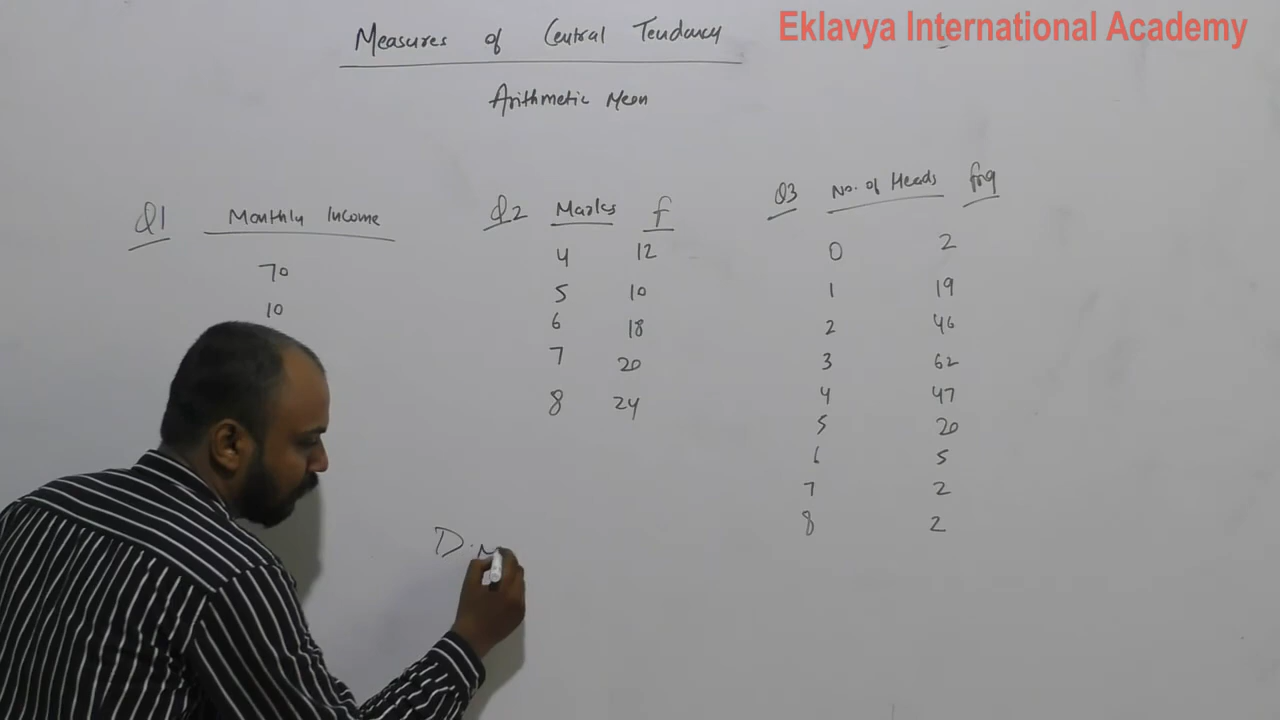 Eklavya International Academy
Measures of Central Tendancy
Arithmetic Mean
Q1 Monthly Income
70
10
Q2 Marks f
4 12
5 10
6 18
7 20
8 24
Q3 No. of Heads frq
0 2
1 19
2 46
3 62
4 47
5 20
6 5
7 2
8 2
D.M